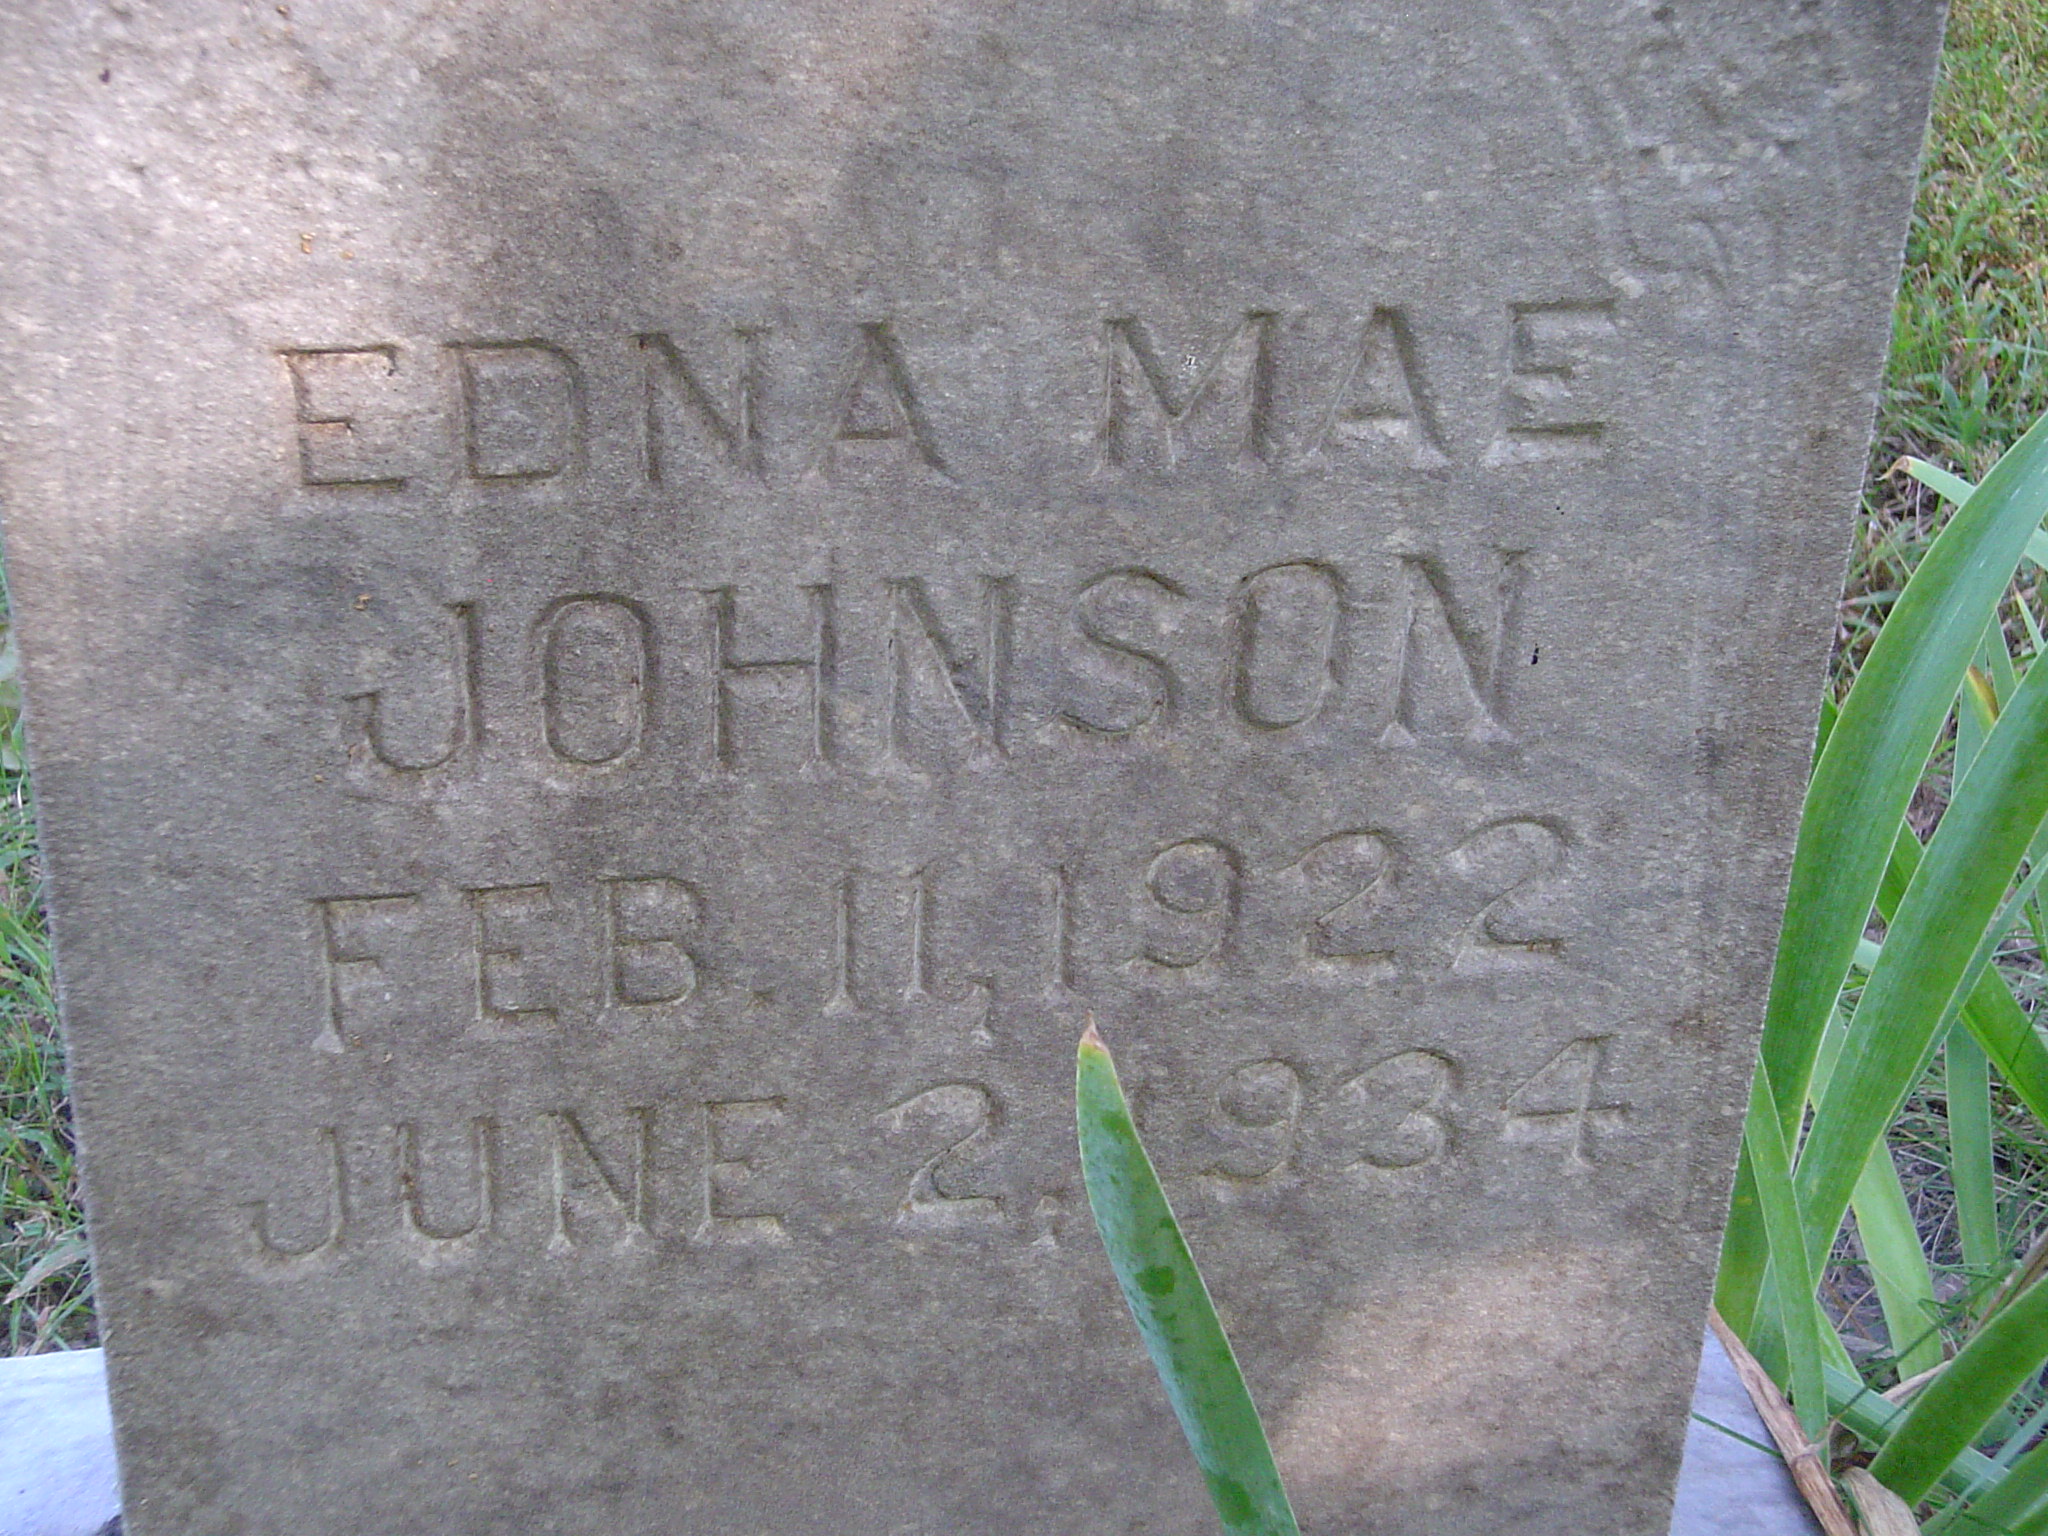 EDNA MAE
JOHNSON
FEB. 11, 1922
JUNE 2, 1934